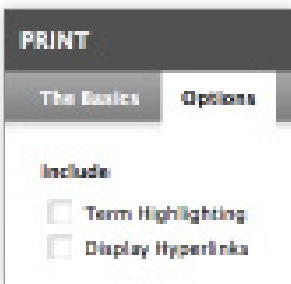 PRINT
The Basics Options
Include
Term Highlighting
Display Hyperlinks